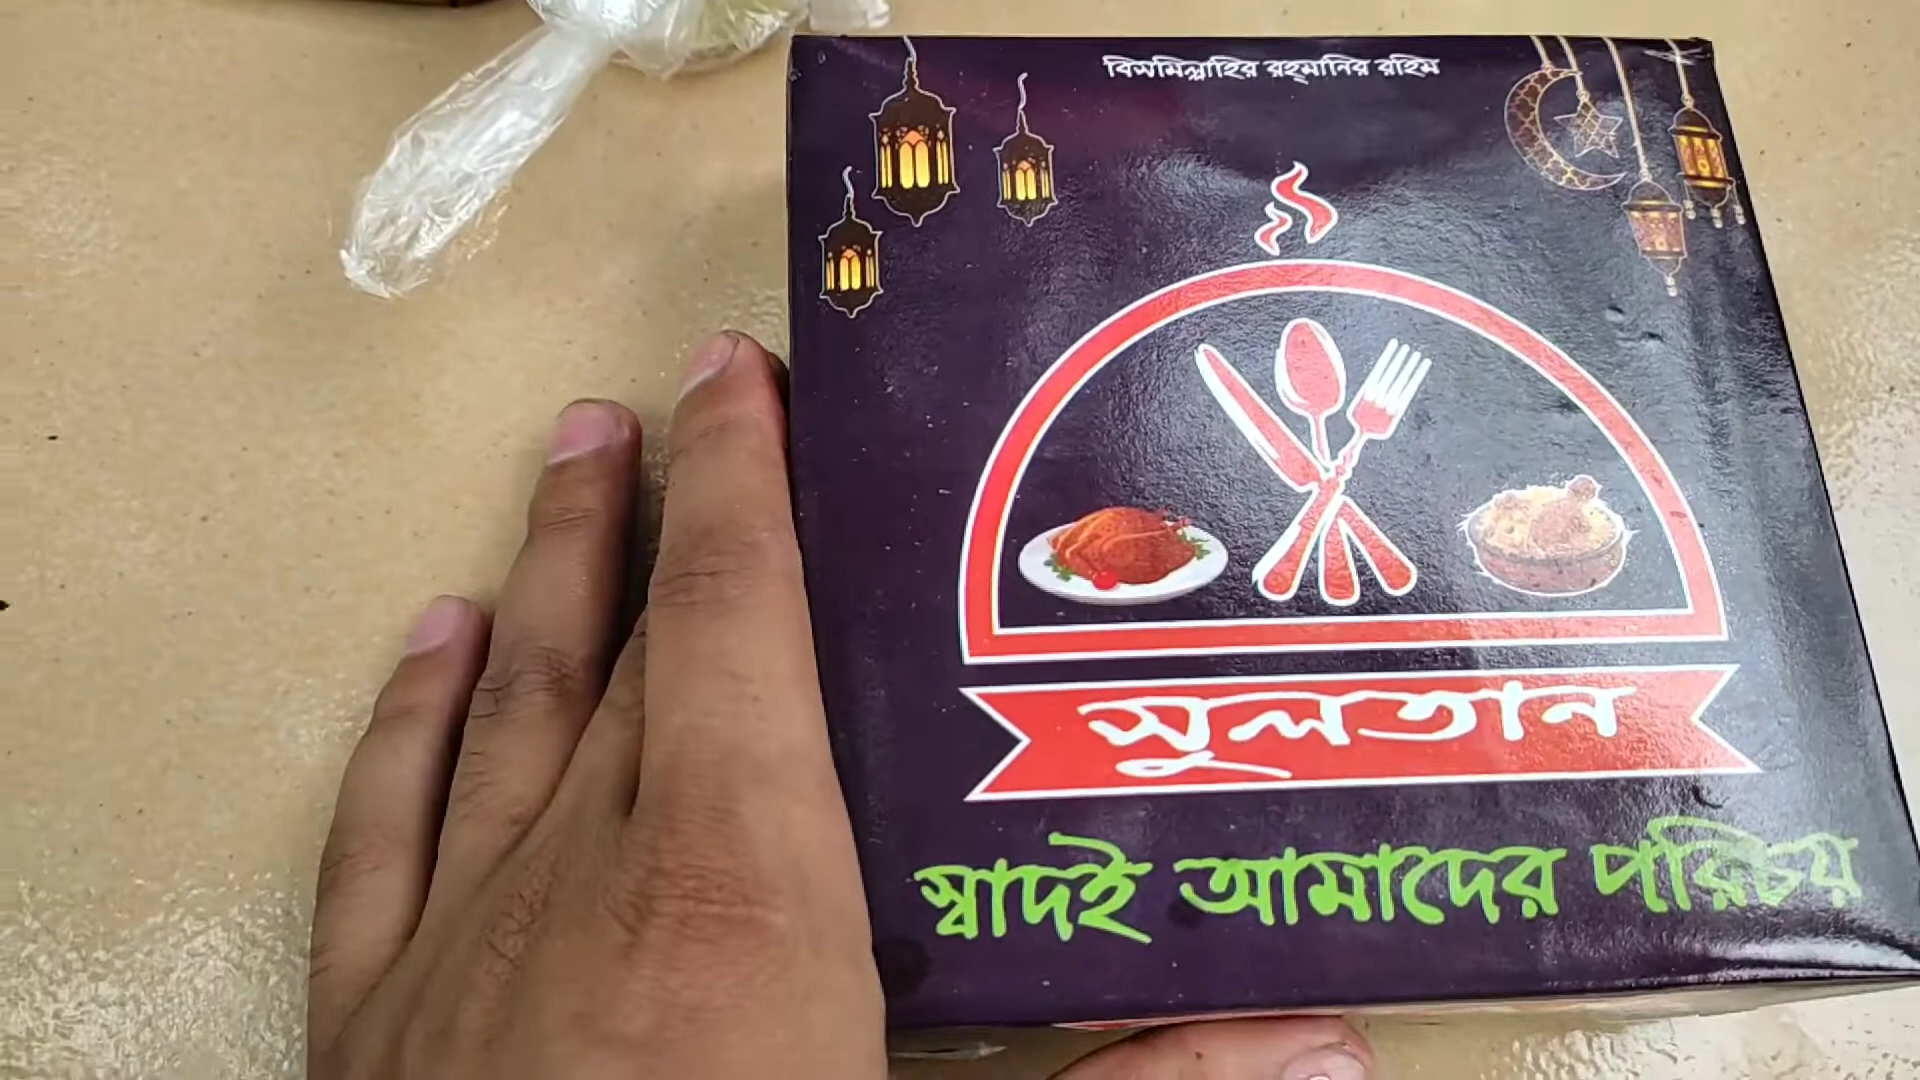 বিসমিল্লাহির রহমানির রহিম
সুলতান
স্বাদই আমাদের পরিচয়